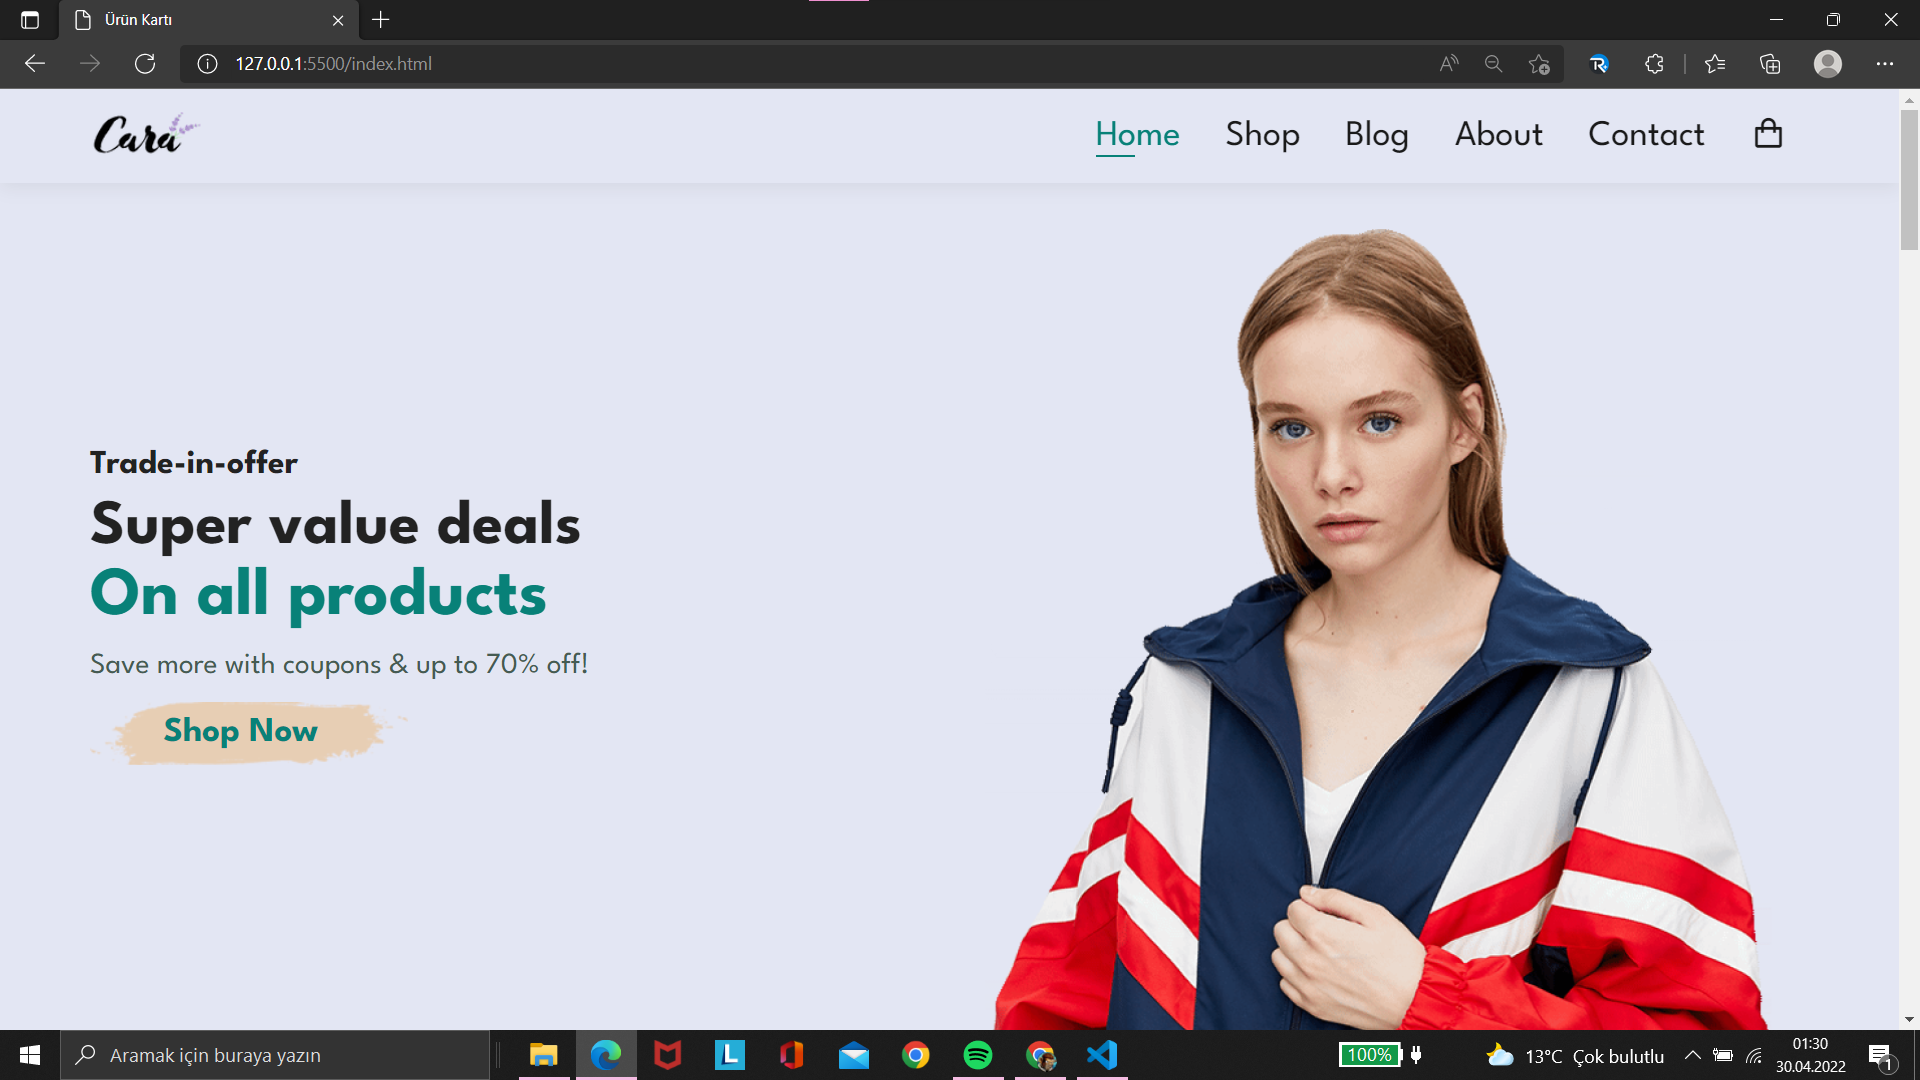 Ürün Kartı
127.0.0.1:5500/index.html
Cara
Home Shop Blog About Contact
Trade-in-offer
Super value deals
On all products
Save more with coupons & up to 70% off!
Shop Now
Aramak için buraya yazın
100%
13°C Çok bulutlu
01:30
30.04.2022
1